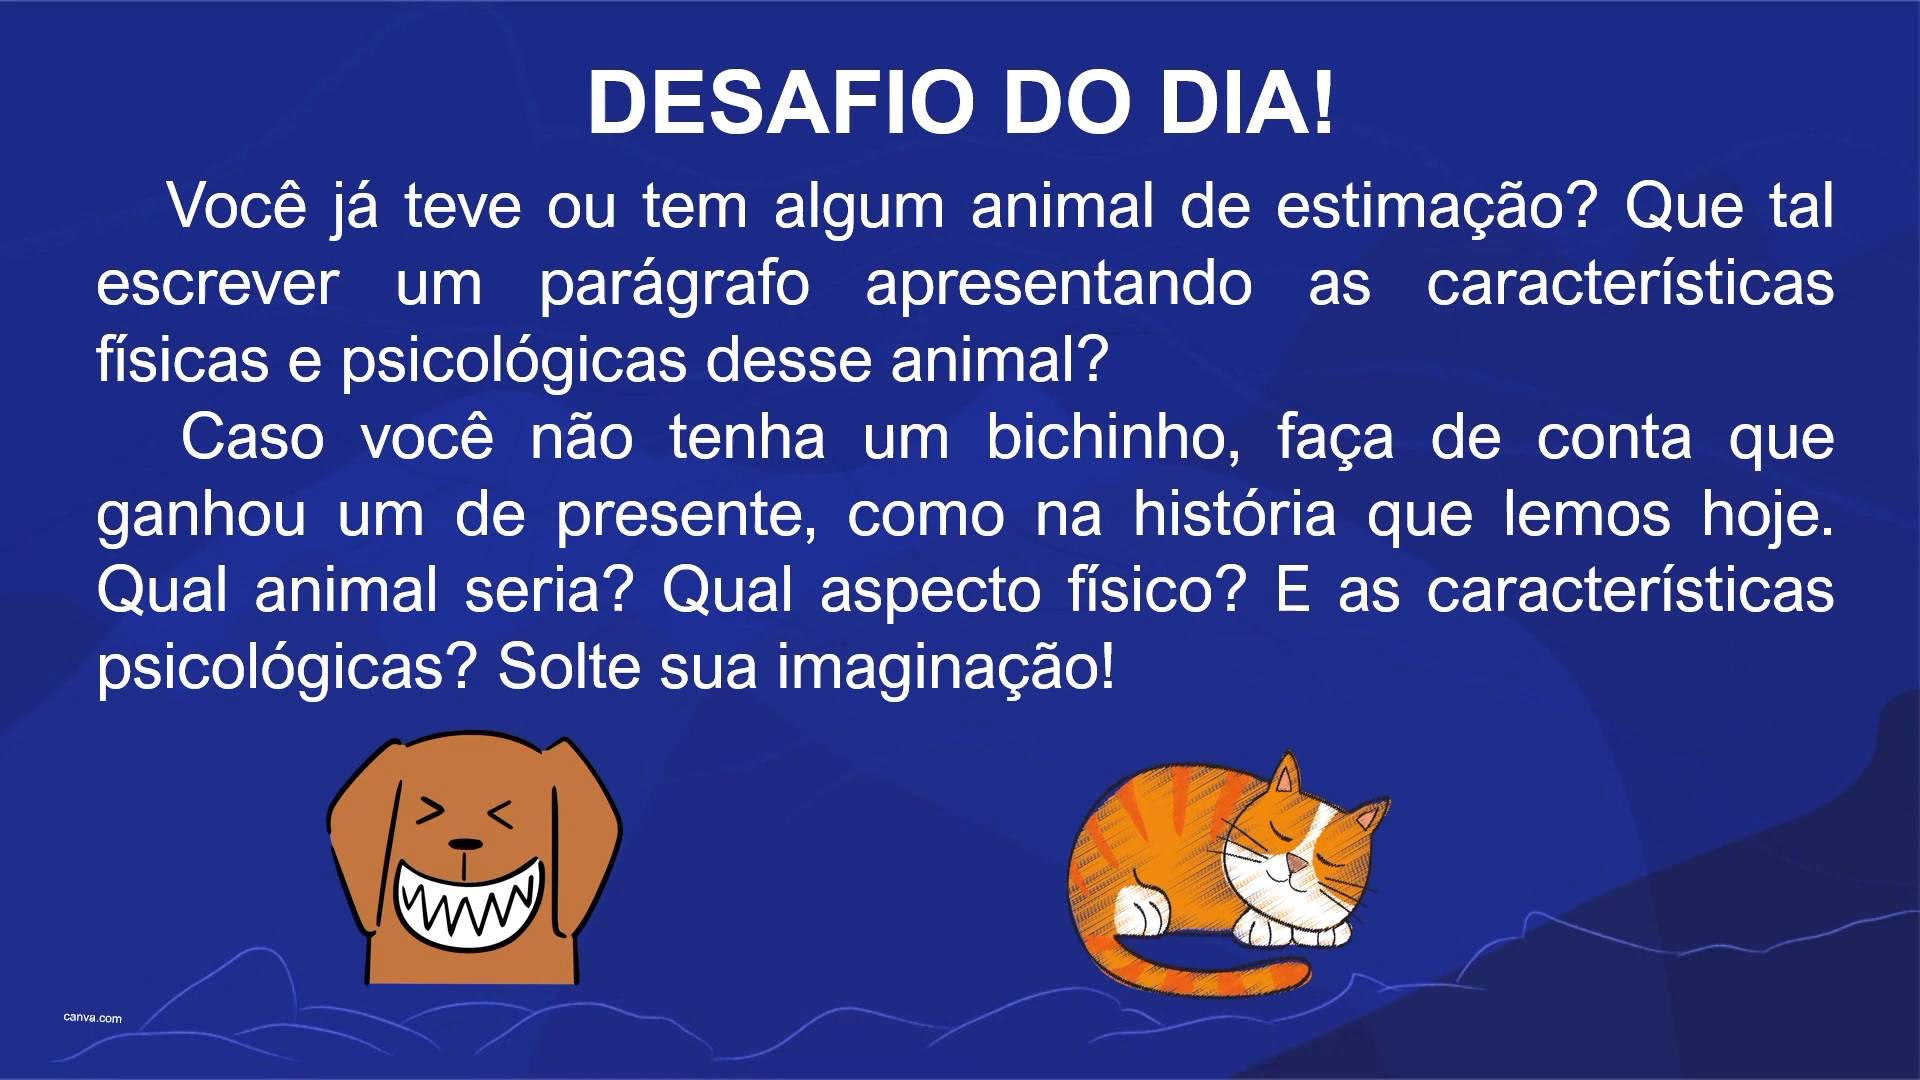 DESAFIO DO DIA!
Você já teve ou tem algum animal de estimação? Que tal
escrever um parágrafo apresentando as características
físicas e psicológicas desse animal?
Caso você não tenha um bichinho, faça de conta que
ganhou um de presente, como na história que lemos hoje.
Qual animal seria? Qual aspecto físico? E as características
psicológicas? Solte sua imaginação!
canva.com